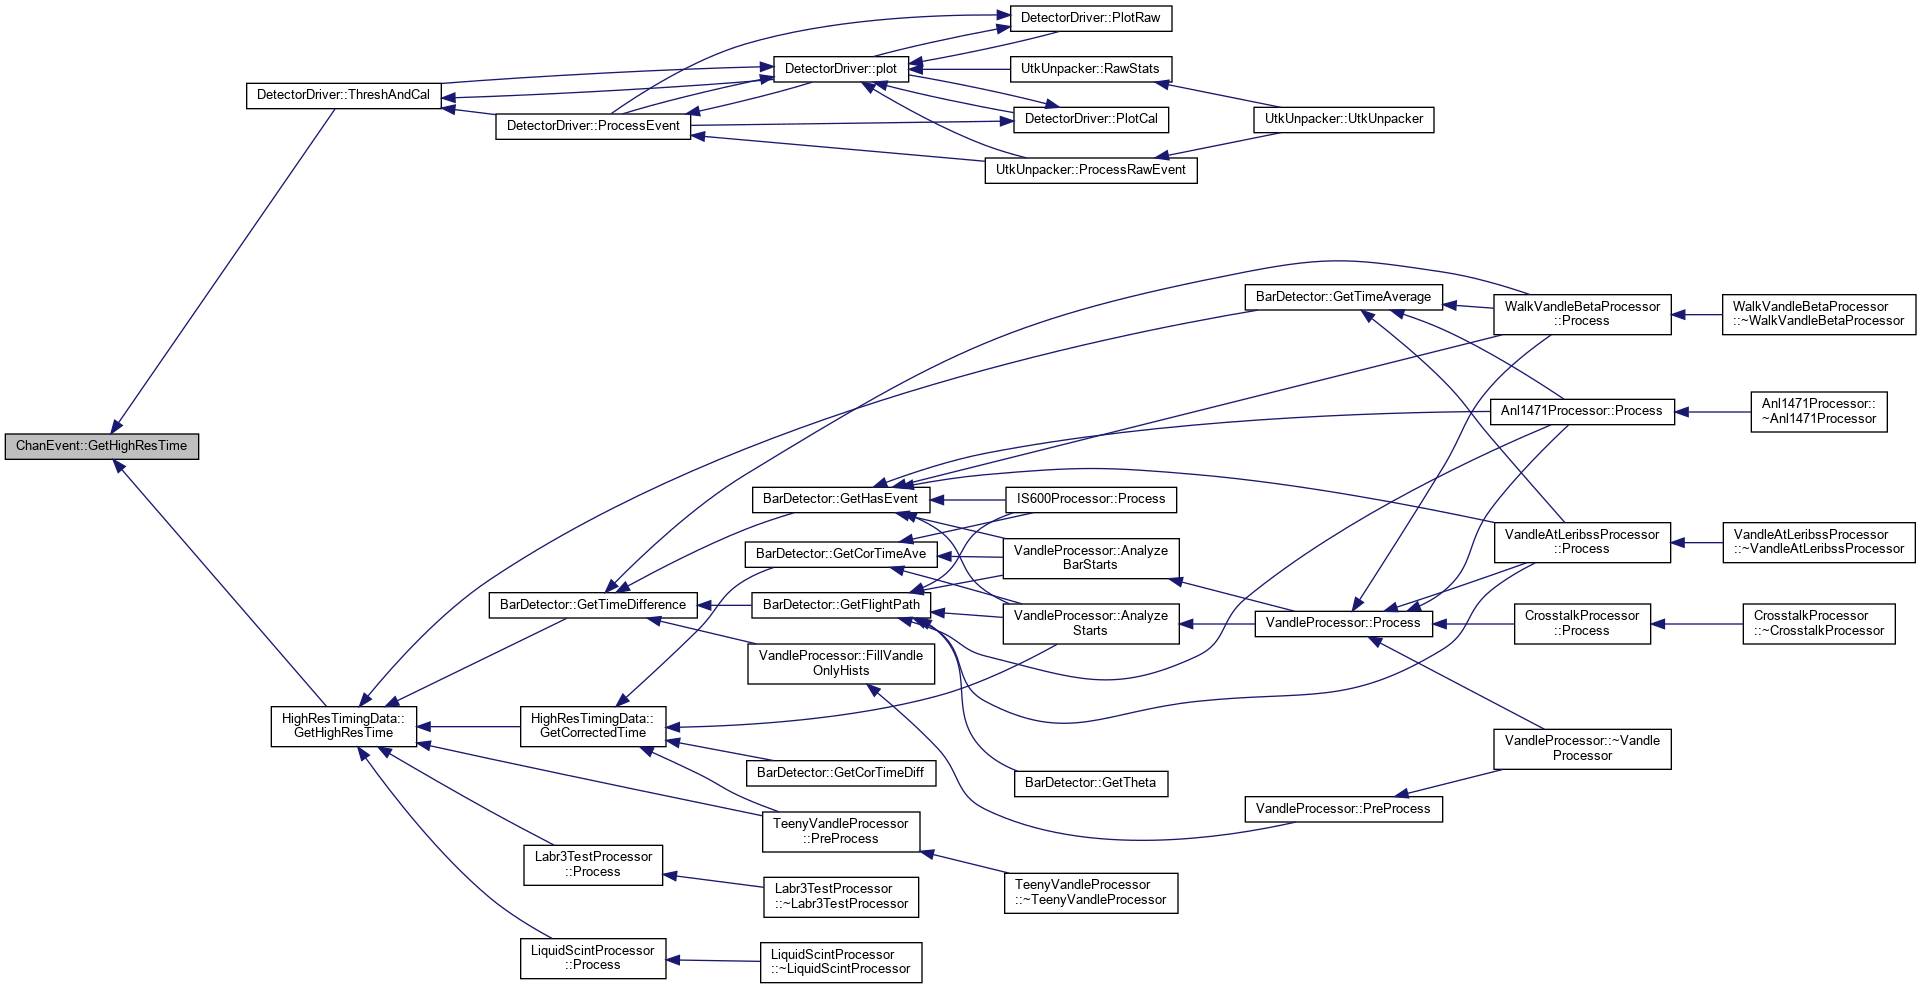 DetectorDriver::PlotRaw
DetectorDriver::plot
UtkUnpacker::RawStats
DetectorDriver::ThreshAndCal
DetectorDriver::ProcessEvent
DetectorDriver::PlotCal
UtkUnpacker::UtkUnpacker
UtkUnpacker::ProcessRawEvent
BarDetector::GetTimeAverage
WalkVandleBetaProcessor
::Process
WalkVandleBetaProcessor
::~WalkVandleBetaProcessor
Anl1471Processor::Process
Anl1471Processor::
~Anl1471Processor
ChanEvent::GetHighResTime
BarDetector::GetHasEvent
IS600Processor::Process
BarDetector::GetCorTimeAve
VandleProcessor::Analyze
BarStarts
VandleAtLeribssProcessor
::Process
VandleAtLeribssProcessor
::~VandleAtLeribssProcessor
BarDetector::GetTimeDifference
BarDetector::GetFlightPath
VandleProcessor::Analyze
Starts
VandleProcessor::Process
CrosstalkProcessor
::Process
CrosstalkProcessor
::~CrosstalkProcessor
VandleProcessor::FillVandle
OnlyHists
HighResTimingData::
GetHighResTime
HighResTimingData::
GetCorrectedTime
VandleProcessor::~Vandle
Processor
BarDetector::GetCorTimeDiff
BarDetector::GetTheta
VandleProcessor::PreProcess
TeenyVandleProcessor
::PreProcess
Labr3TestProcessor
::Process
Labr3TestProcessor
::~Labr3TestProcessor
TeenyVandleProcessor
::~TeenyVandleProcessor
LiquidScintProcessor
::Process
LiquidScintProcessor
::~LiquidScintProcessor